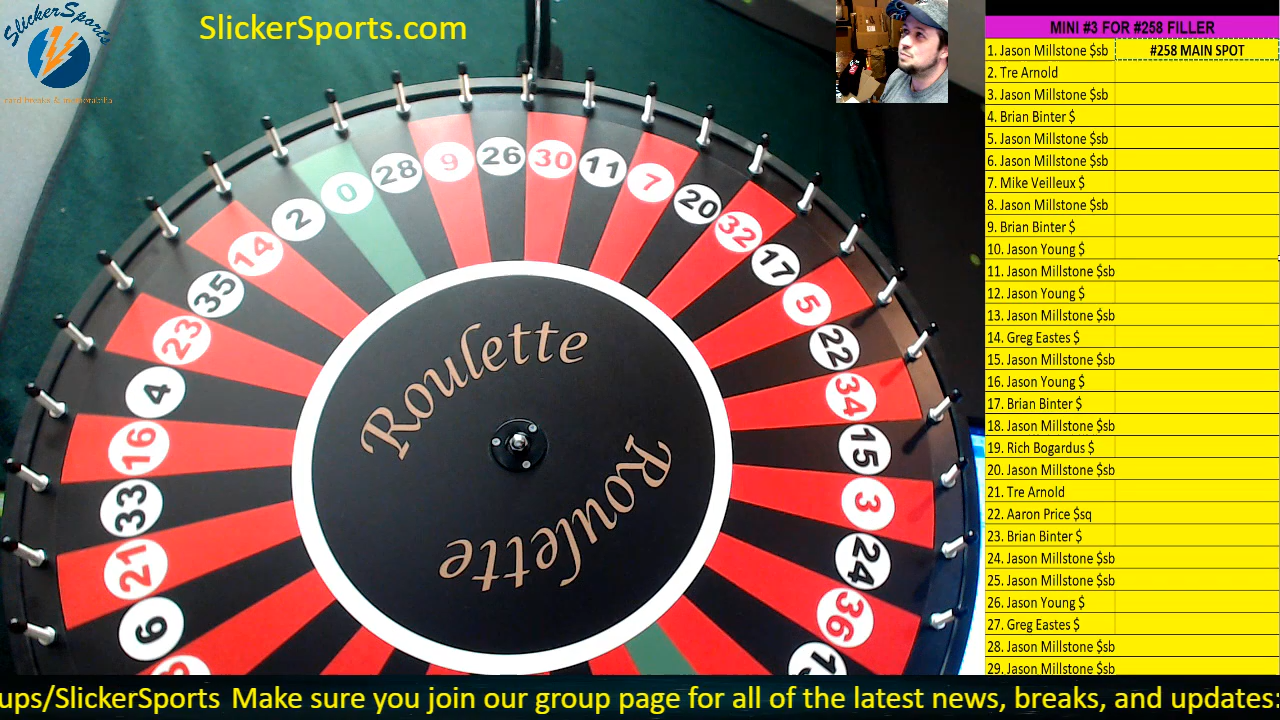 SlickerSports
card breaks & memorabilia
SlickerSports.com
MINI #3 FOR #258 FILLER
1. Jason Millstone $sb #258 MAIN SPOT
2. Tre Arnold
3. Jason Millstone $sb
4. Brian Binter $
5. Jason Millstone $sb
6. Jason Millstone $sb
7. Mike Veilleux $
8. Jason Millstone $sb
9. Brian Binter $
10. Jason Young $
11. Jason Millstone $sb
12. Jason Young $
13. Jason Millstone $sb
14. Greg Eastes $
15. Jason Millstone $sb
16. Jason Young $
17. Brian Binter $
18. Jason Millstone $sb
19. Rich Bogardus $
20. Jason Millstone $sb
21. Tre Arnold
22. Aaron Price $sq
23. Brian Binter $
24. Jason Millstone $sb
25. Jason Millstone $sb
26. Jason Young $
27. Greg Eastes $
28. Jason Millstone $sb
29. Jason Millstone $sb
6
21
33
16
4
23
35
14
2
0
28
9
26
30
11
7
20
32
17
5
22
34
15
3
24
36
Roulette
Roulette
ups/SlickerSports Make sure you join our group page for all of the latest news, breaks, and updates: